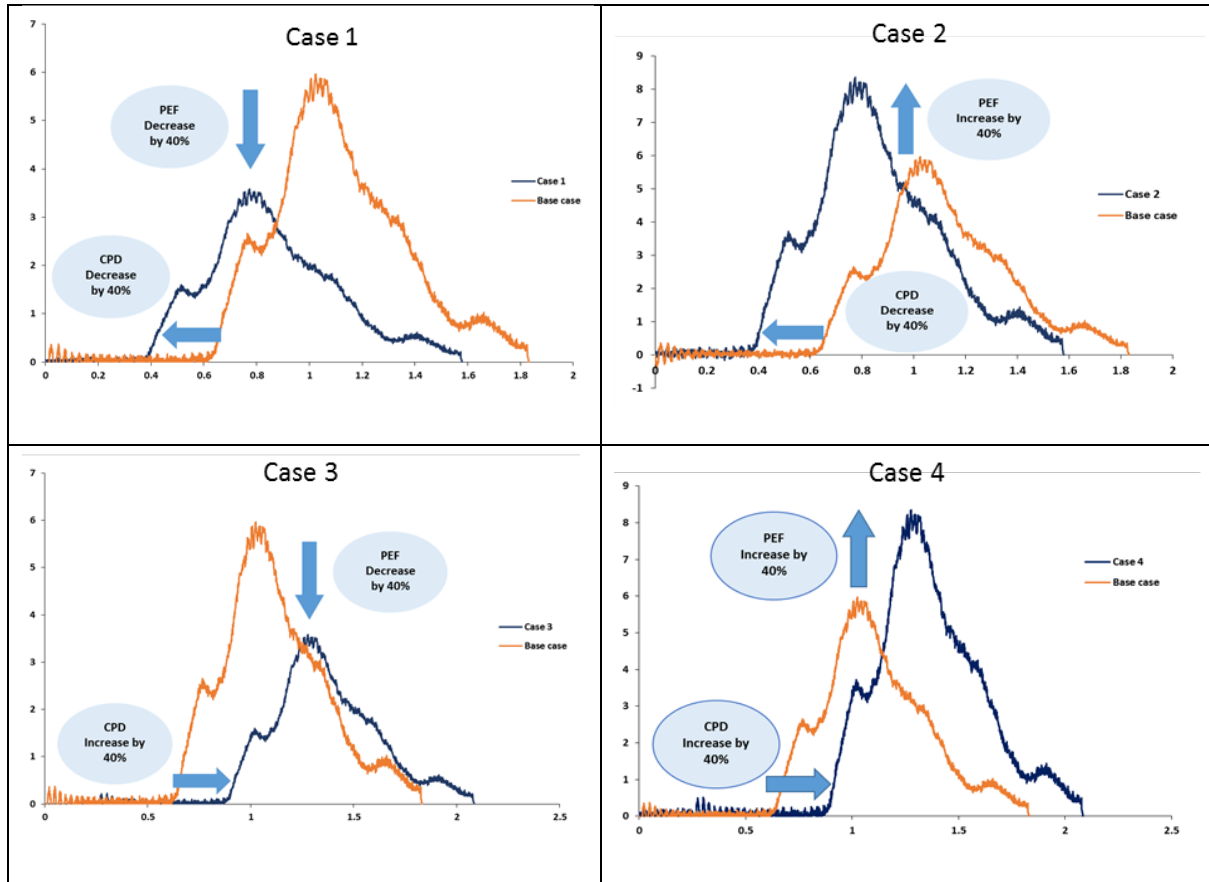 Case 1
7
6
5
4
3
2
1
0
0 0.2 0.4 0.6 0.8 1 1.2 1.4 1.6 1.8 2
PEF
Decrease
by 40%
CPD
Decrease
by 40%
Case 1
Base case
Case 2
9
8
7
6
5
4
3
2
1
0
-1
0 0.2 0.4 0.6 0.8 1 1.2 1.4 1.6 1.8 2
PEF
Increase by
40%
CPD
Decrease
by 40%
Case 2
Base case
Case 3
7
6
5
4
3
2
1
0
0 0.5 1 1.5 2 2.5
PEF
Decrease
by 40%
CPD
Increase by
40%
Case 3
Base case
Case 4
9
8
7
6
5
4
3
2
1
0
0 0.5 1 1.5 2 2.5
PEF
Increase by
40%
CPD
Increase by
40%
Case 4
Base case